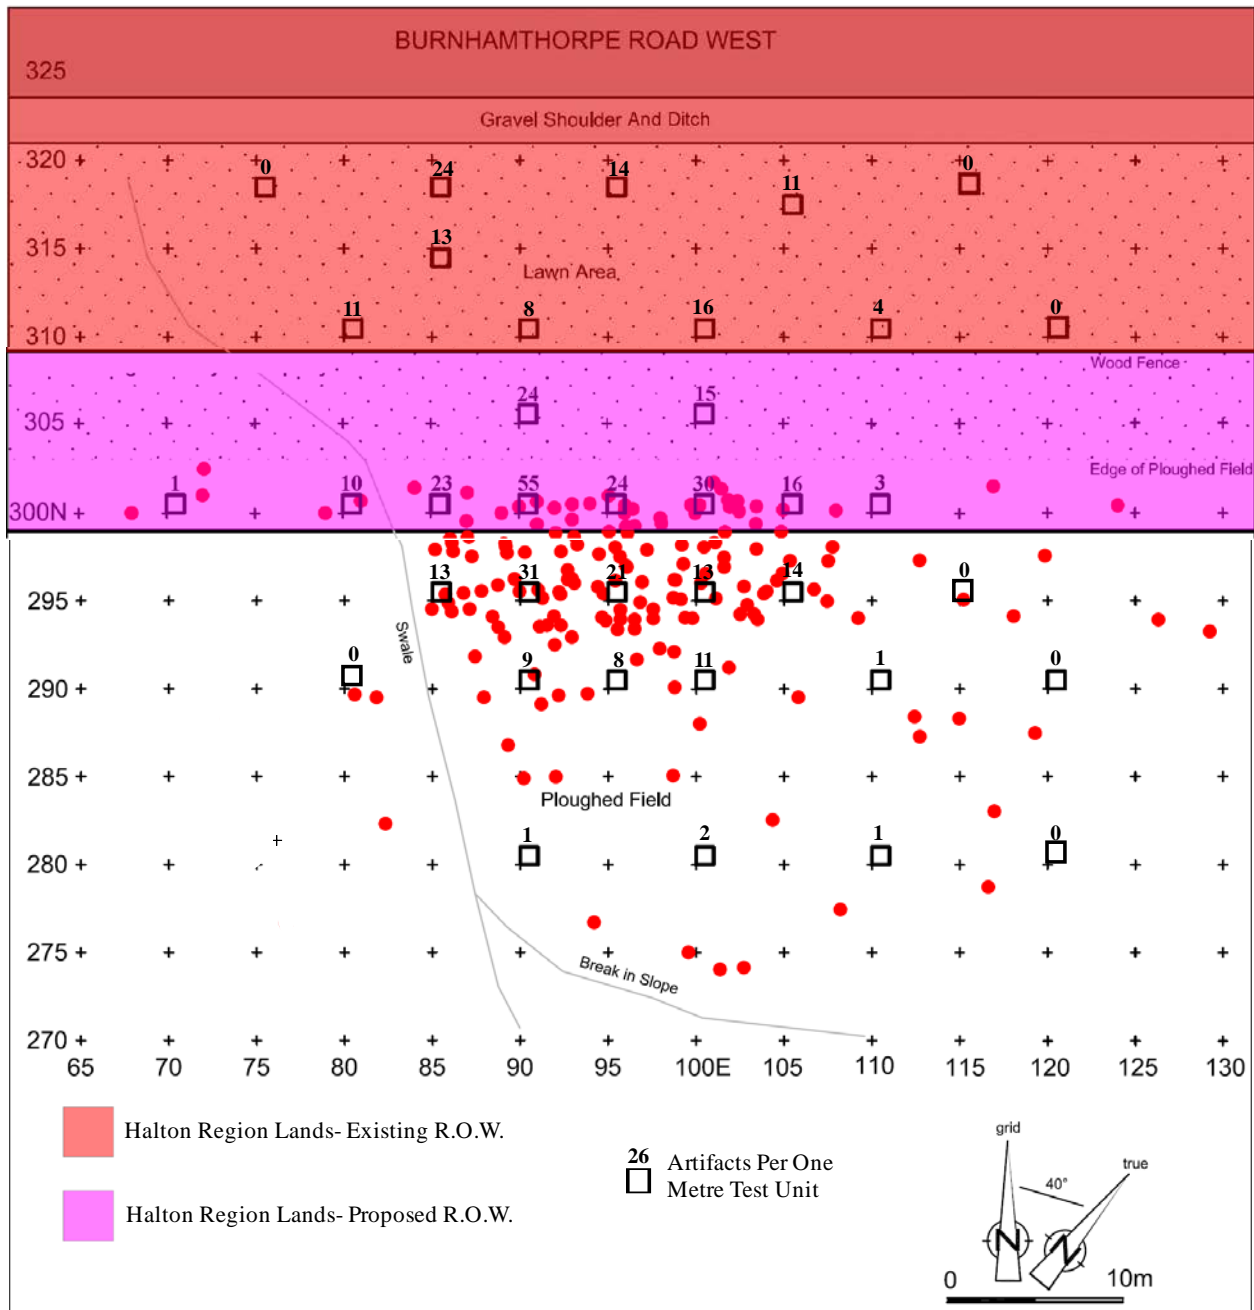 BURNHAMTHORPE ROAD WEST
325
Gravel Shoulder And Ditch
320
0 24 14 11 0
13
315
Lawn Area
11 8 16 4 0
310
Wood Fence
24 15
305
Edge of Ploughed Field
1 10 23 55 24 30 16 3
300N
13 31 21 13 14 0
295
Swale
0 9 8 11 1 0
290
285
Ploughed Field
1 2 1 0
280
275
Break in Slope
270
65 70 75 80 85 90 95 100E 110 115 120 125 130
Halton Region Lands- Existing R.O.W.
Halton Region Lands- Proposed R.O.W.
26
Artifacts Per One
Metre Test Unit
grid
true
40°
N N
0 10m